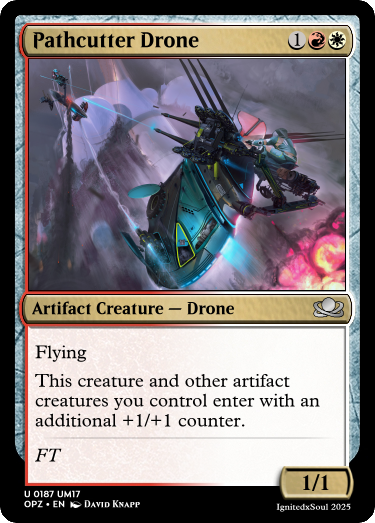 Pathcutter Drone 1
Artifact Creature — Drone
Flying
This creature and other artifact
creatures you control enter with an
additional +1/+1 counter.
FT
1/1
U 0187 UM17
OPZ • EN DAVID KNAPP
IgnitedxSoul 2025